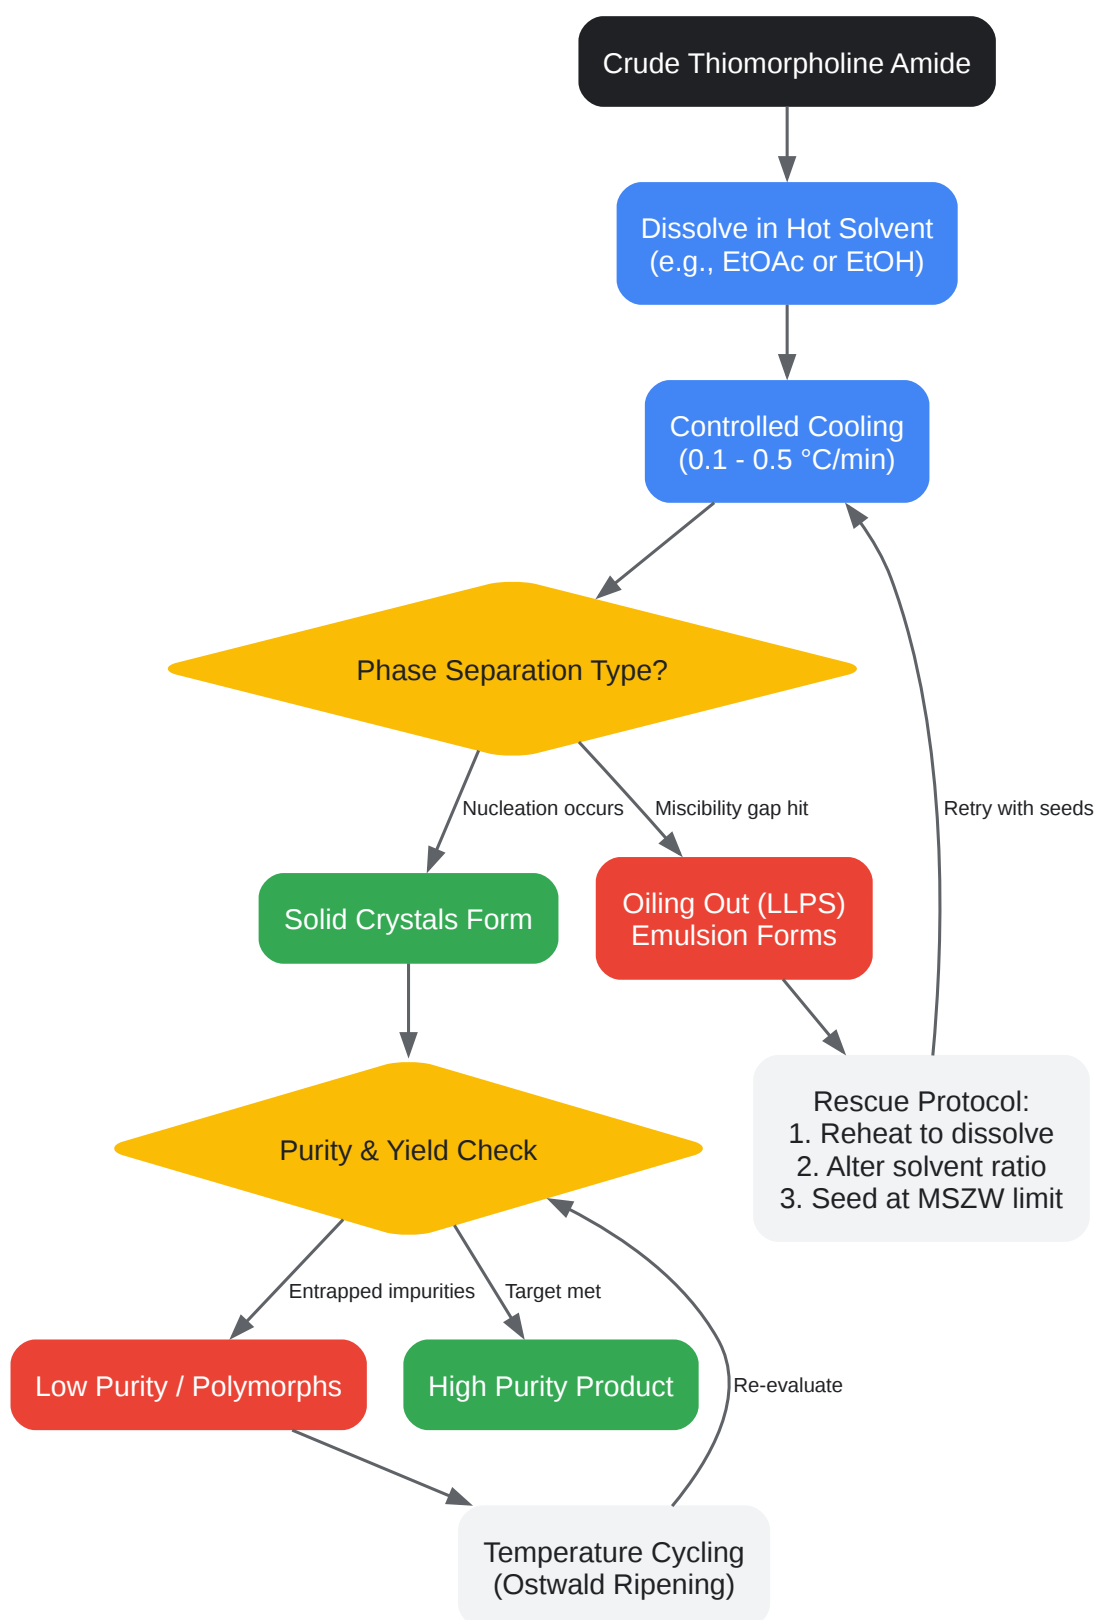 Crude Thiomorpholine Amide
Dissolve in Hot Solvent
(e.g., EtOAc or EtOH)
Controlled Cooling
(0.1 - 0.5 °C/min)
Phase Separation Type?
Nucleation occurs
Miscibility gap hit
Retry with seeds
Solid Crystals Form
Oiling Out (LLPS)
Emulsion Forms
Rescue Protocol:
1. Reheat to dissolve
2. Alter solvent ratio
3. Seed at MSZW limit
Purity & Yield Check
Entrapped impurities
Target met
Low Purity / Polymorphs
High Purity Product
Re-evaluate
Temperature Cycling
(Ostwald Ripening)